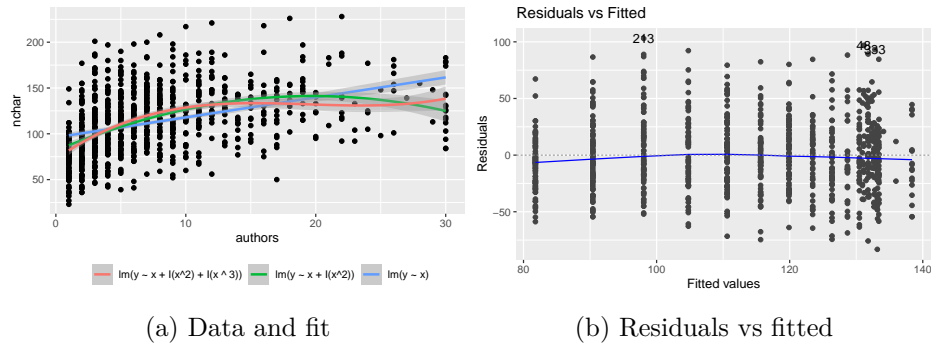 Residuals vs Fitted
nchar
200
150
100
50
0
10
20
30
authors
lm(y ~ x + I(x^2) + I(x ^ 3))
lm(y ~ x + I(x^2))
lm(y ~ x)
Residuals
100
50
0
−50
213
80
100
120
140
Fitted values
(a) Data and fit
(b) Residuals vs fitted